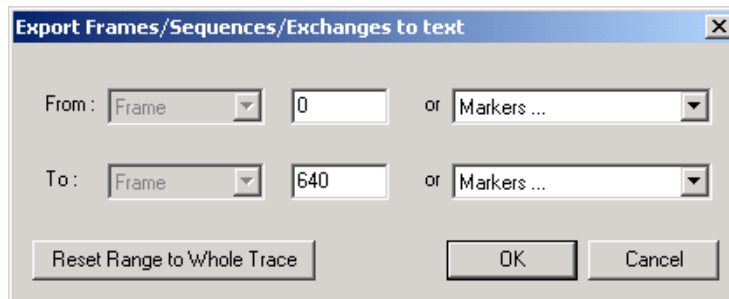 Export Frames/Sequences/Exchanges to text
From : Frame 0 or Markers ...
To : Frame 640 or Markers ...
Reset Range to Whole Trace OK Cancel